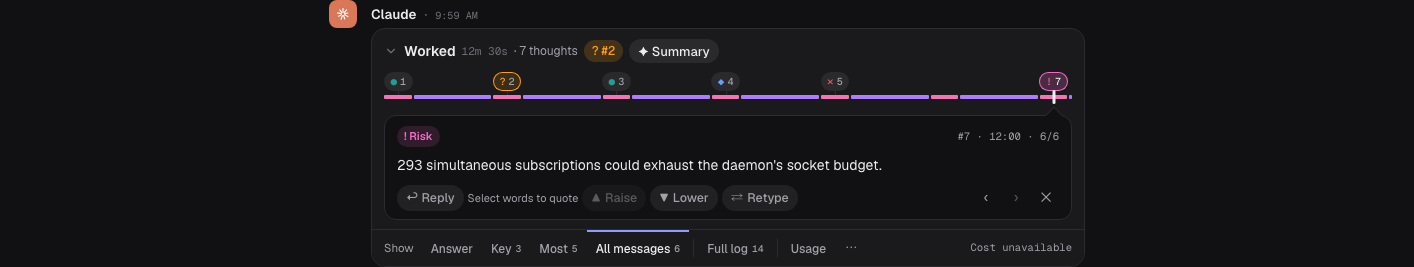 Claude · 9:59 AM
Worked 12m 30s · 7 thoughts ? #2 ✦ Summary
1 ? 2 3 4 × 5 ! 7
! Risk #7 · 12:00 · 6/6
293 simultaneous subscriptions could exhaust the daemon's socket budget.
↩ Reply Select words to quote ▲ Raise ▼ Lower ⇄ Retype ‹ › ×
Show Answer Key 3 Most 5 All messages 6 Full log 14 Usage ··· Cost unavailable